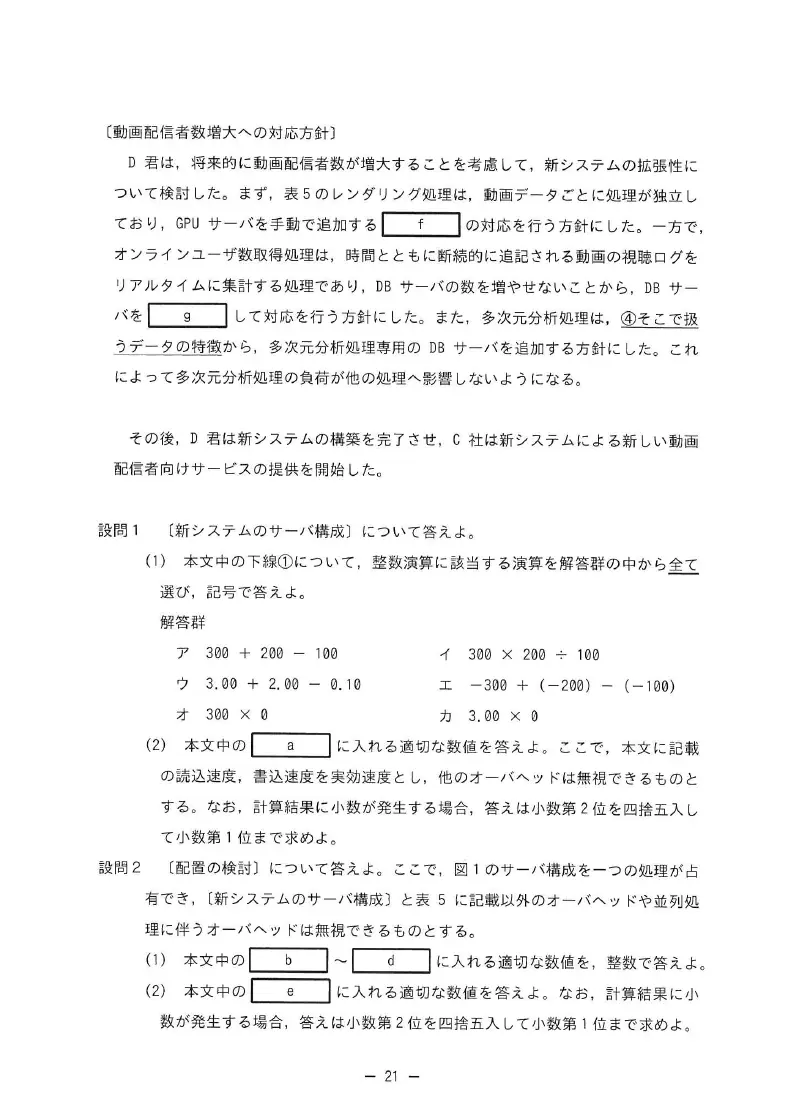 〔動画配信者数増大への対応方針〕
D 君は，将来的に動画配信者数が増大することを考慮して，新システムの拡張性に
ついて検討した。まず，表５のレンダリング処理は，動画データごとに処理が独立し
ており，GPU サーバを手動で追加する f の対応を行う方針にした。一方で，
オンラインユーザ数取得処理は，時間とともに断続的に追記される動画の視聴ログを
リアルタイムに集計する処理であり，DB サーバの数を増やせないことから，DB サー
バを g して対応を行う方針にした。また，多次元分析処理は，④そこで扱
うデータの特徴から，多次元分析処理専用の DB サーバを追加する方針にした。これ
によって多次元分析処理の負荷が他の処理へ影響しないようになる。
その後，D 君は新システムの構築を完了させ，C 社は新システムによる新しい動画
配信者向けサービスの提供を開始した。
設問１ 〔新システムのサーバ構成〕について答えよ。
(1) 本文中の下線①について，整数演算に該当する演算を解答群の中から全て
選び，記号で答えよ。
解答群
ア 300 ＋ 200 － 100 イ 300 × 200 ÷ 100
ウ 3.00 ＋ 2.00 － 0.10 エ －300 ＋ (－200) － (－100)
オ 300 × 0 カ 3.00 × 0
(2) 本文中の a に入れる適切な数値を答えよ。ここで，本文に記載
の読込速度，書込速度を実効速度とし，他のオーバヘッドは無視できるものと
する。なお，計算結果に小数が発生する場合，答えは小数第２位を四捨五入し
て小数第１位まで求めよ。
設問２ 〔配置の検討〕について答えよ。ここで，図１のサーバ構成を一つの処理が占
有でき，〔新システムのサーバ構成〕と表 5 に記載以外のオーバヘッドや並列処
理に伴うオーバヘッドは無視できるものとする。
(1) 本文中の b ～ d に入れる適切な数値を，整数で答えよ。
(2) 本文中の e に入れる適切な数値を答えよ。なお，計算結果に小
数が発生する場合，答えは小数第２位を四捨五入して小数第１位まで求めよ。
－ 21 －